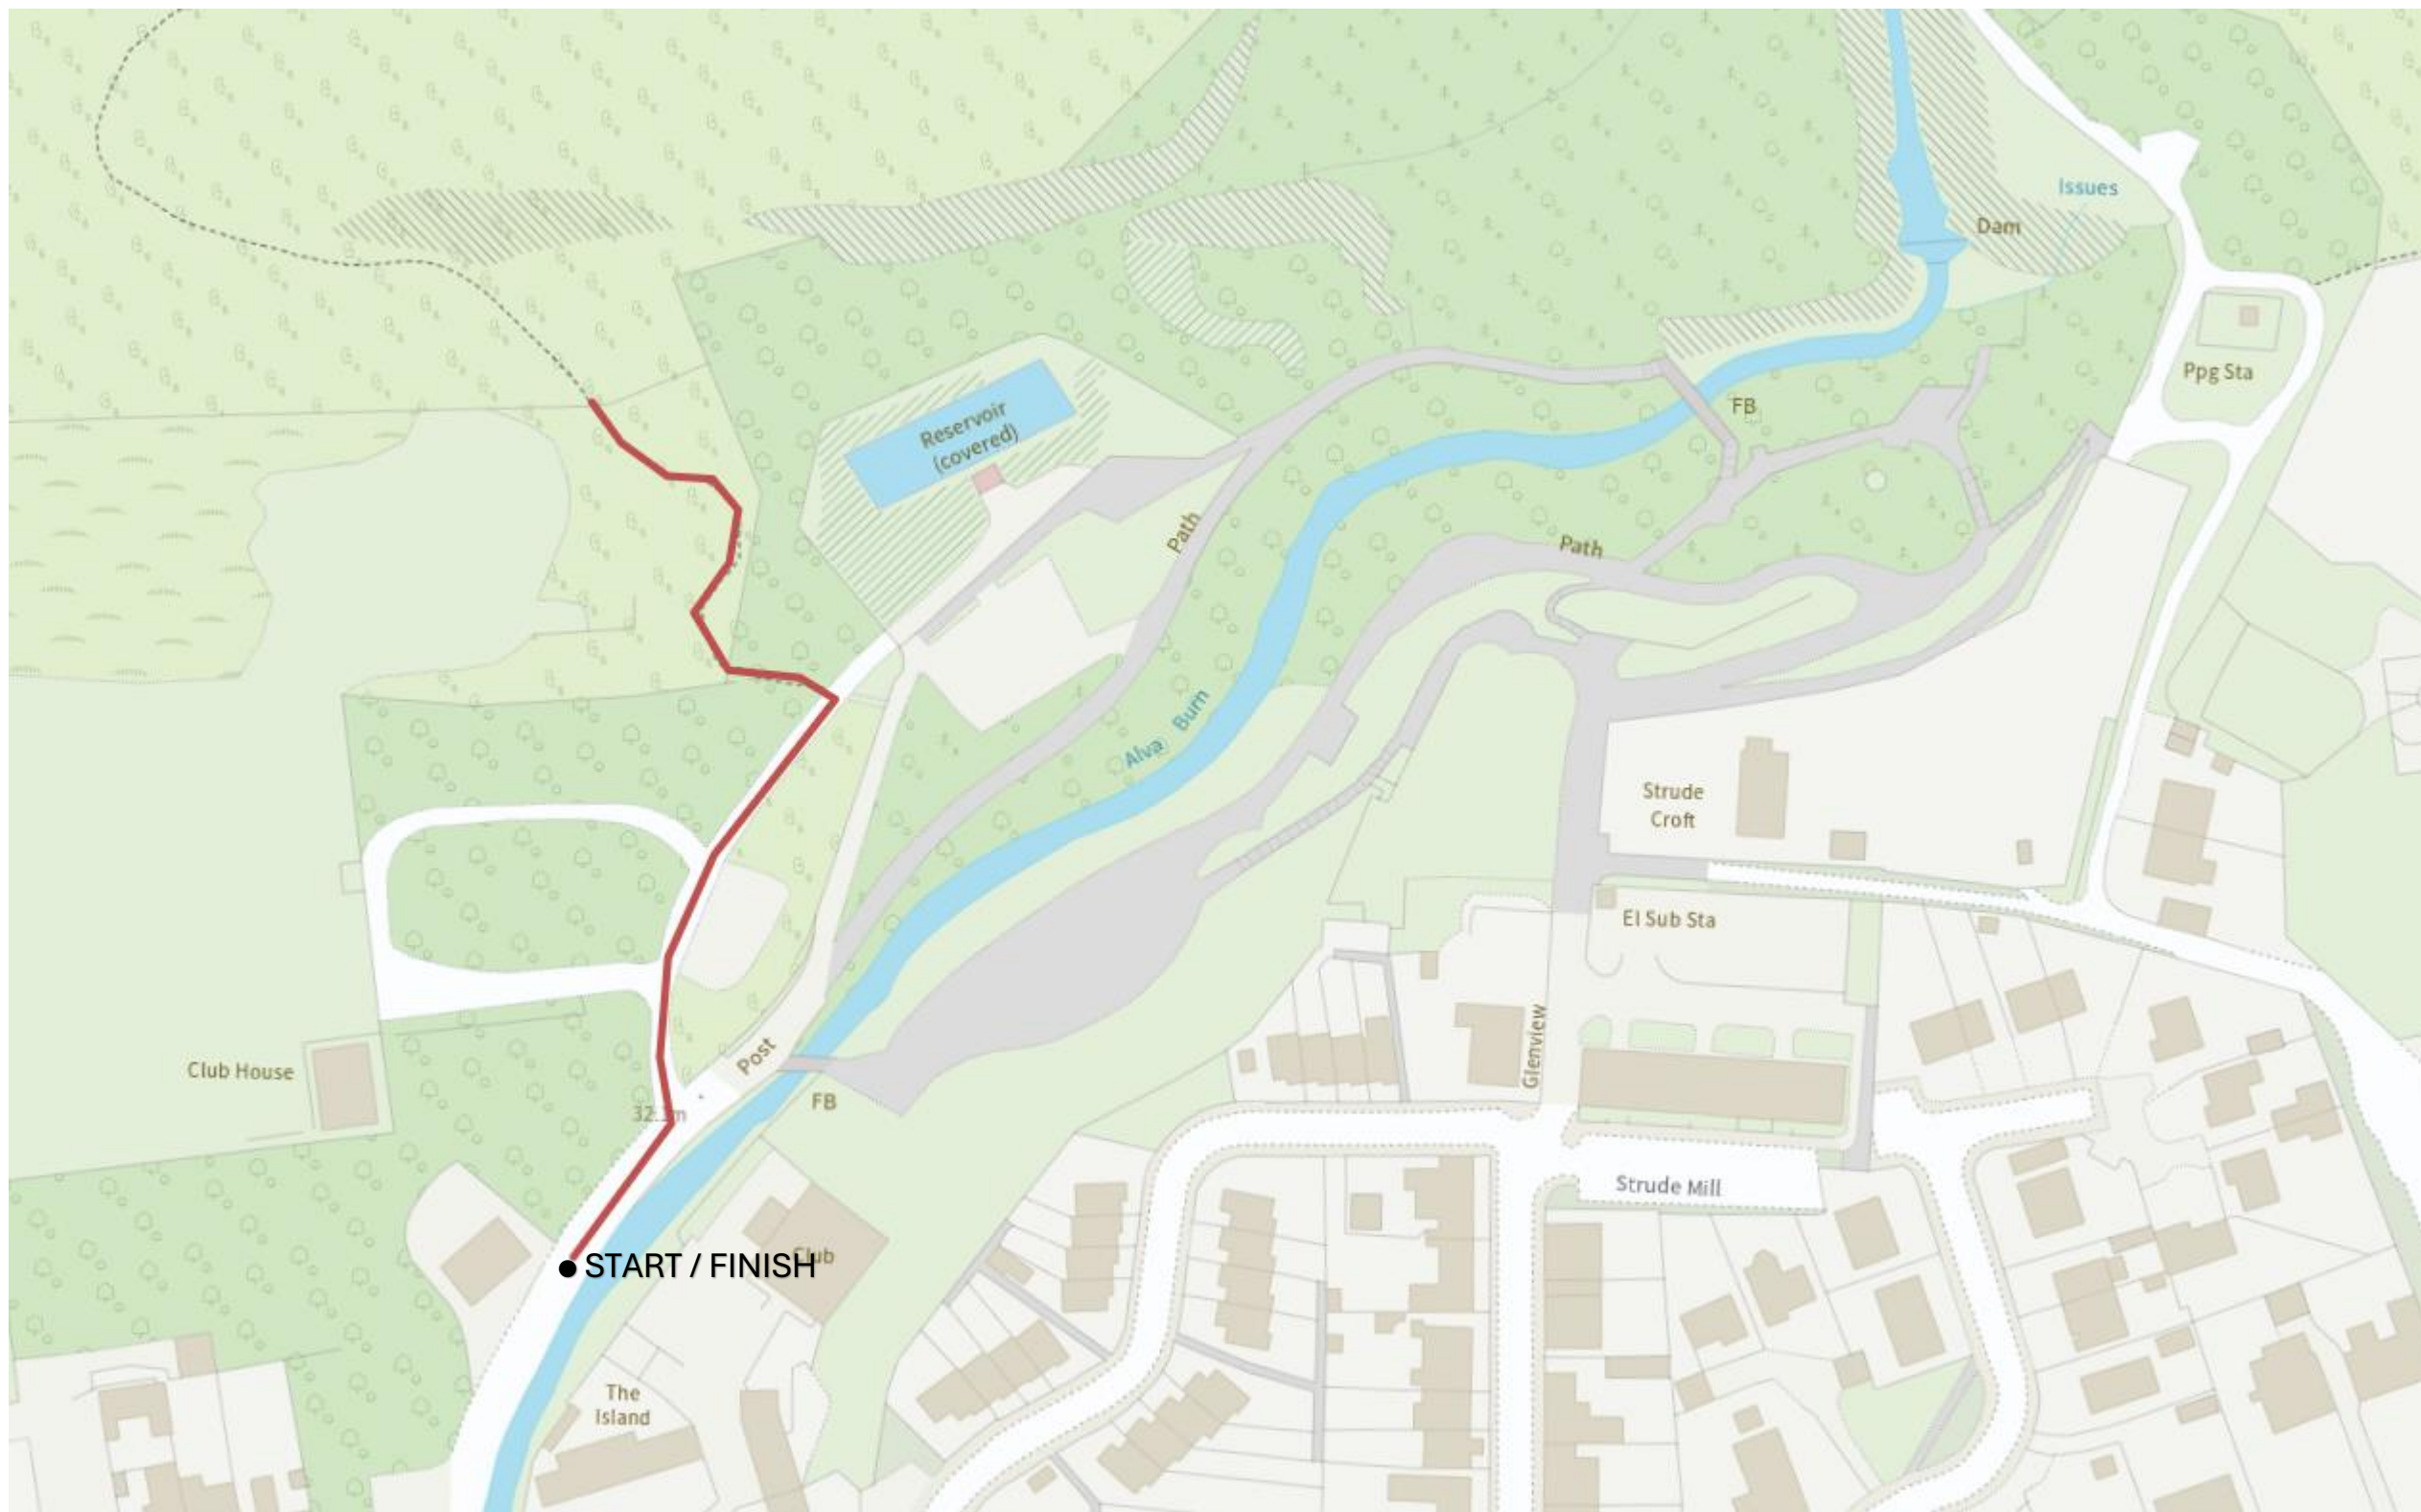 Issues
Dam
Ppg Sta
FB
Reservoir
(covered)
Path
Path
Alva Burn
Strude
Croft
El Sub Sta
Glenview
Club House
Post
FB
Strude Mill
START / FINISH
Club
The
Island